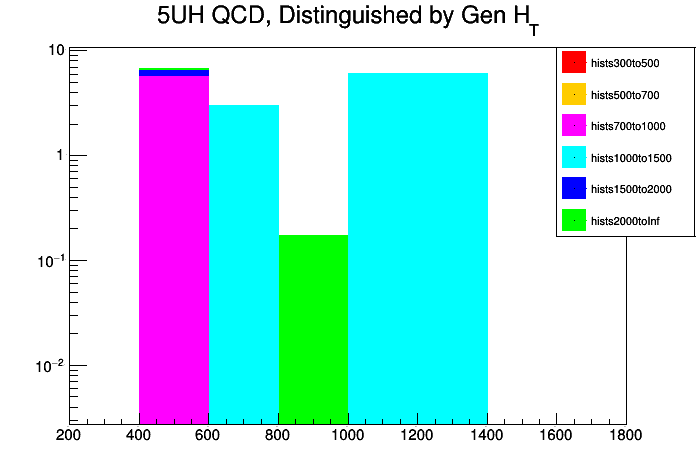 5UH QCD, Distinguished by Gen H_T
10
1
10⁻¹
10⁻²
200 400 600 800 1000 1200 1400 1600 1800
hists300to500
hists500to700
hists700to1000
hists1000to1500
hists1500to2000
hists2000toInf